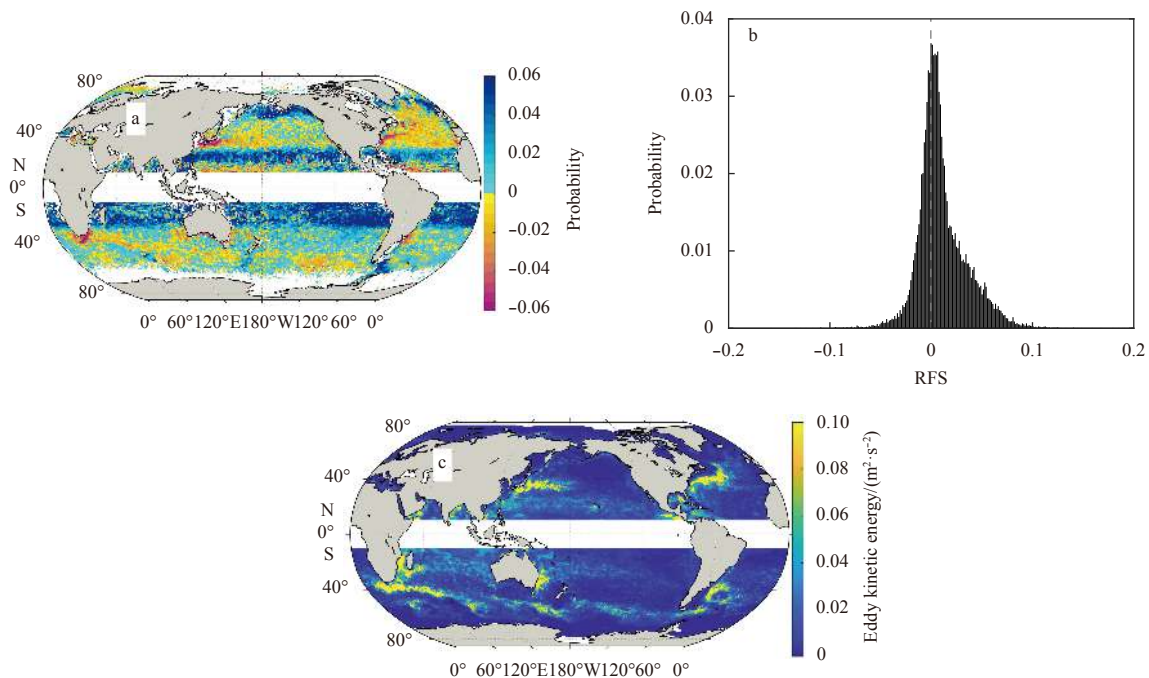 a
80°
40°
N
0°
S
40°
80°
0° 60°120°E180°W120°60° 0°
0.06
0.04
0.02
0
−0.02
−0.04
−0.06
Probability
b
0.04
0.03
0.02
0.01
0
Probability
−0.2 −0.1 0 0.1 0.2
RFS
c
80°
40°
N
0°
S
40°
80°
0° 60°120°E180°W120°60° 0°
0.10
0.08
0.06
0.04
0.02
0
Eddy kinetic energy/(m²·s⁻²)